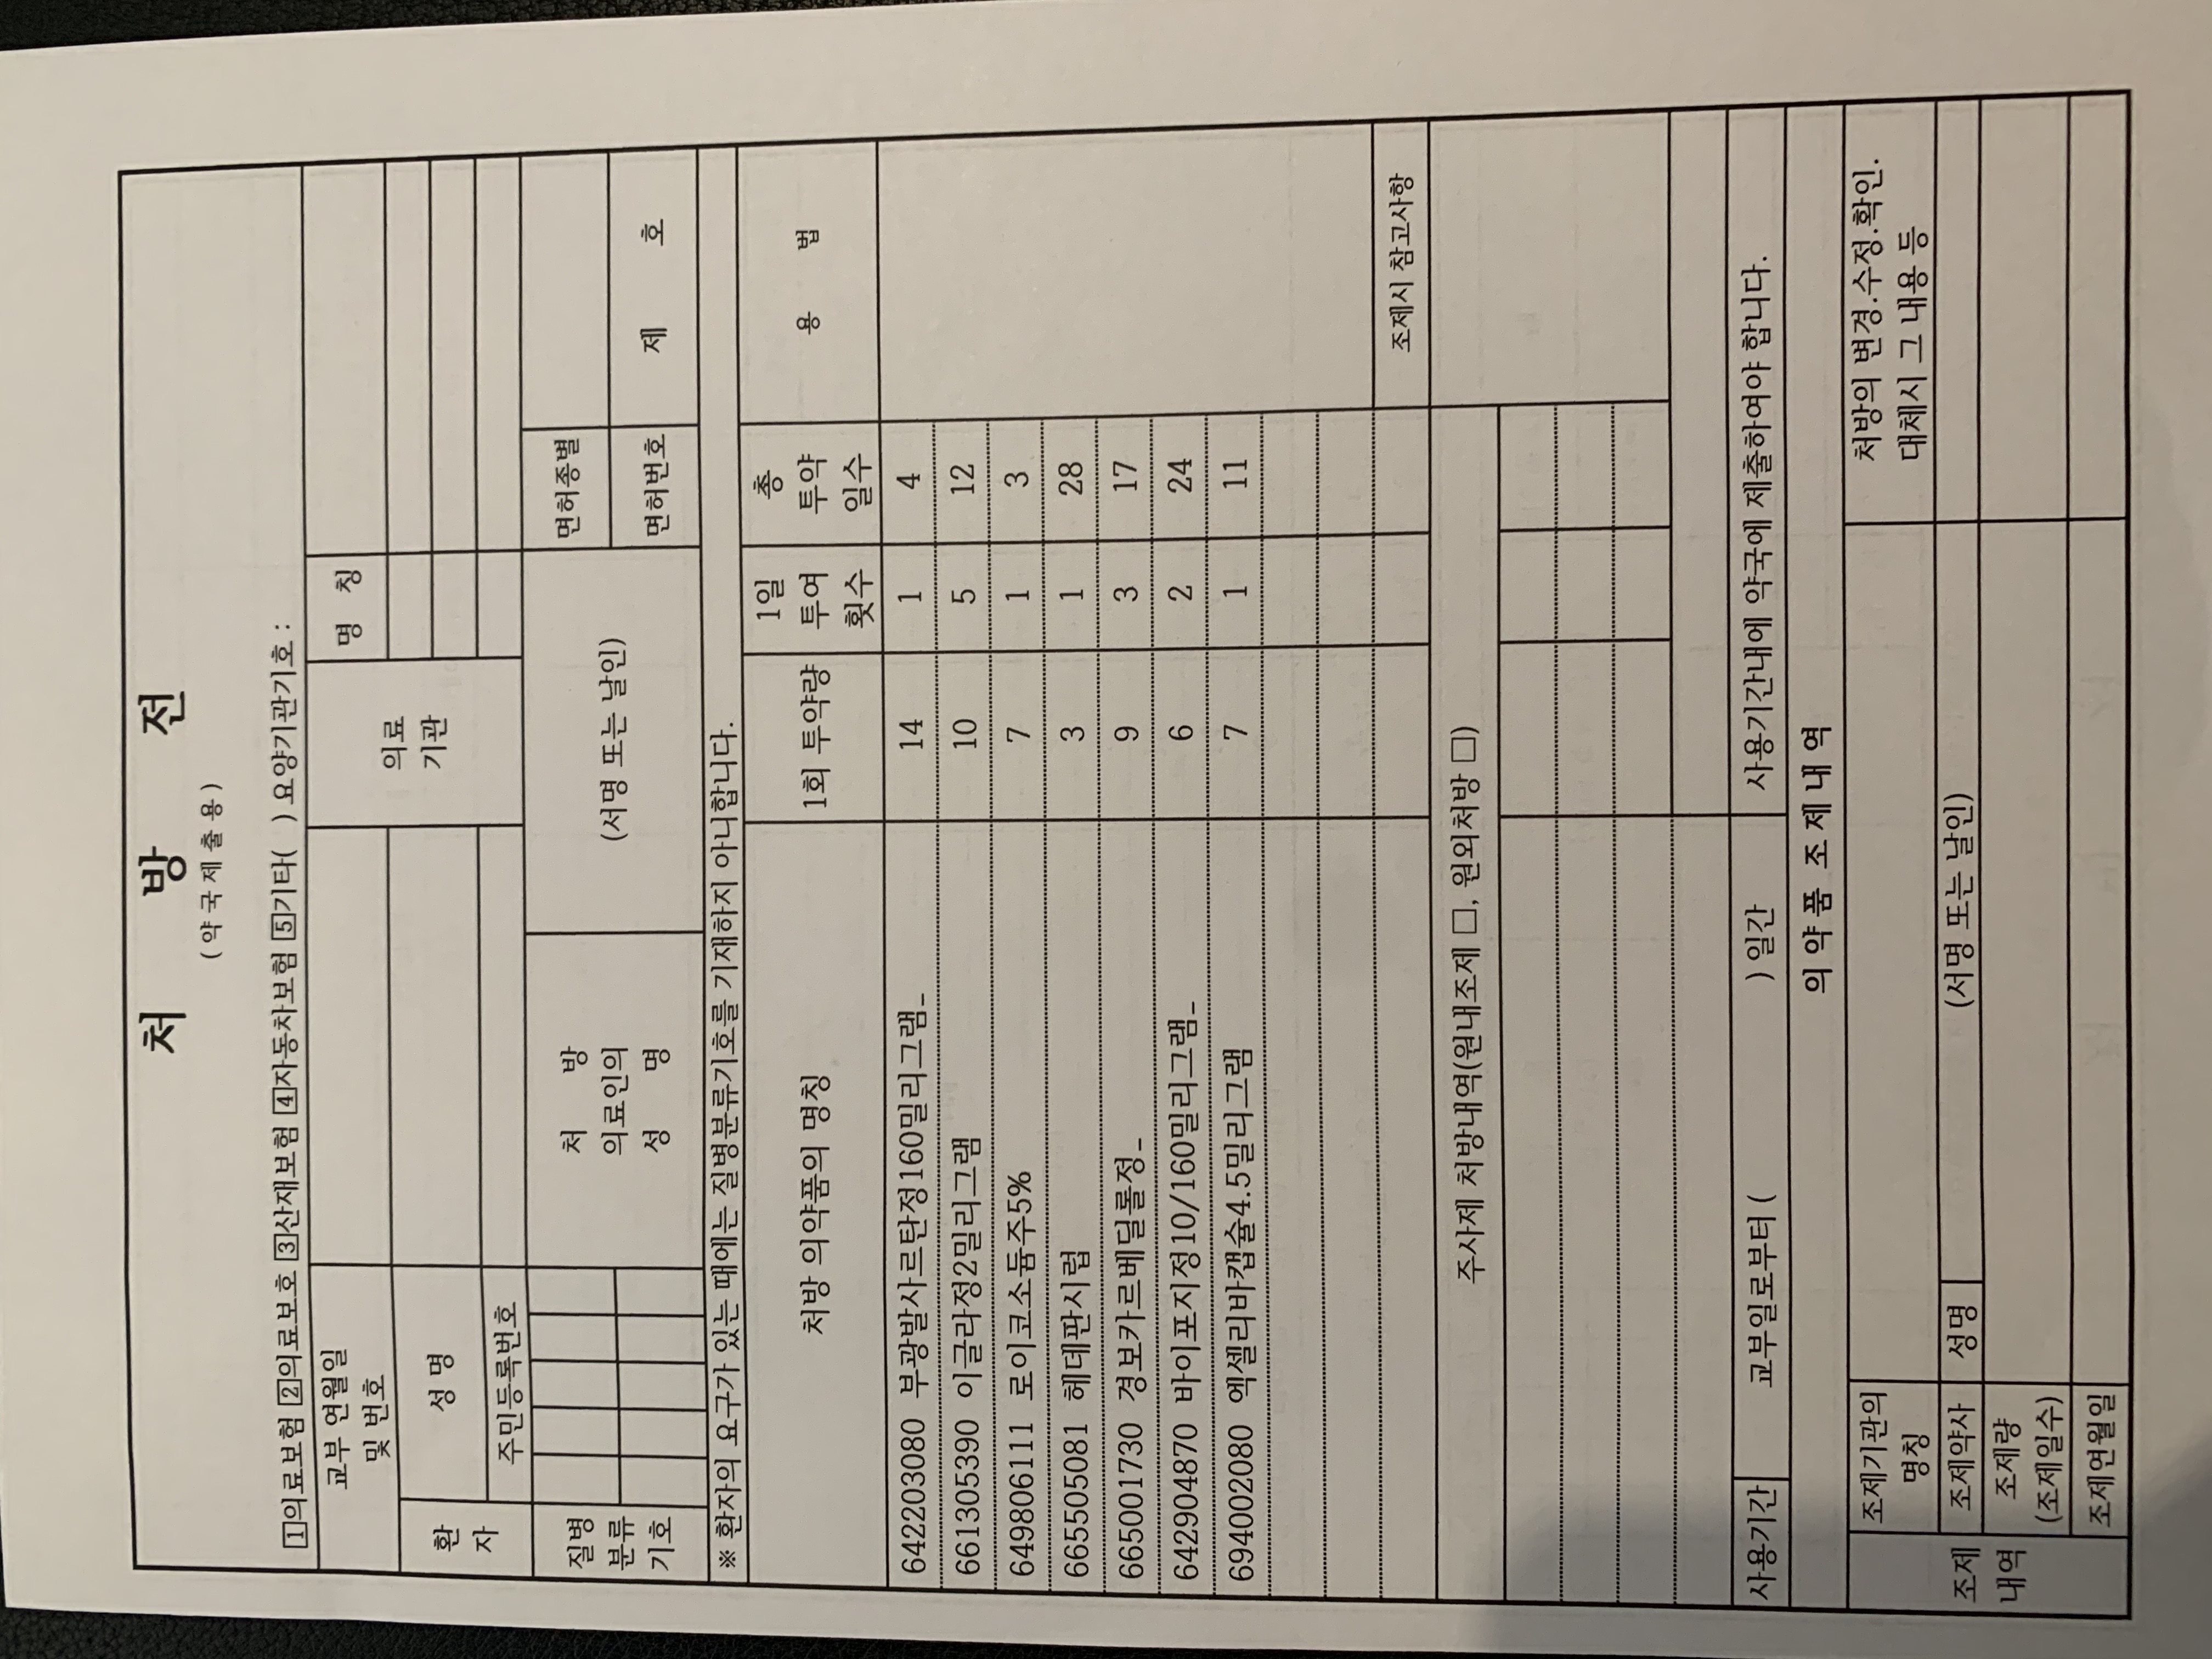 처 방 전
(약국제출용)
1의료보험 2의료보호 3산재보험 4자동차보험 5기타( ) 요양기관기호 :
교부 연월일
및 번호
의료
기관
명 칭
환
자
성 명
주민등록번호
질병
분류
기호
처 방
의료인의
성 명
(서명 또는 날인)
면허종별
면허번호
제 호
※ 환자의 요구가 있는 때에는 질병분류기호를 기재하지 아니합니다.
처방 의약품의 명칭
1회 투약량
1일
투여
횟수
총
투약
일수
용 법
642203080 부광발사르탄정160밀리그램_ 14 1 4
661305390 이글라정2밀리그램 10 5 12
649806111 로이코소듐주5% 7 1 3
665505081 헤데판시럽 3 1 28
665001730 경보카르베딜롤정_ 9 3 17
642904870 바이포지정10/160밀리그램_ 6 2 24
694002080 엑셀리바캡슐4.5밀리그램 7 1 11
조제시 참고사항
주사제 처방내역(원내조제 □, 원외처방 □)
사용기간 교부일로부터 ( ) 일간 사용기간내에 약국에 제출하여야 합니다.
의약품 조제내역
조제
내역
조제기관의
명칭
처방의 변경.수정.확인.
대체시 그 내용 등
조제약사 성명 (서명 또는 날인)
조제량
(조제일수)
조제연월일